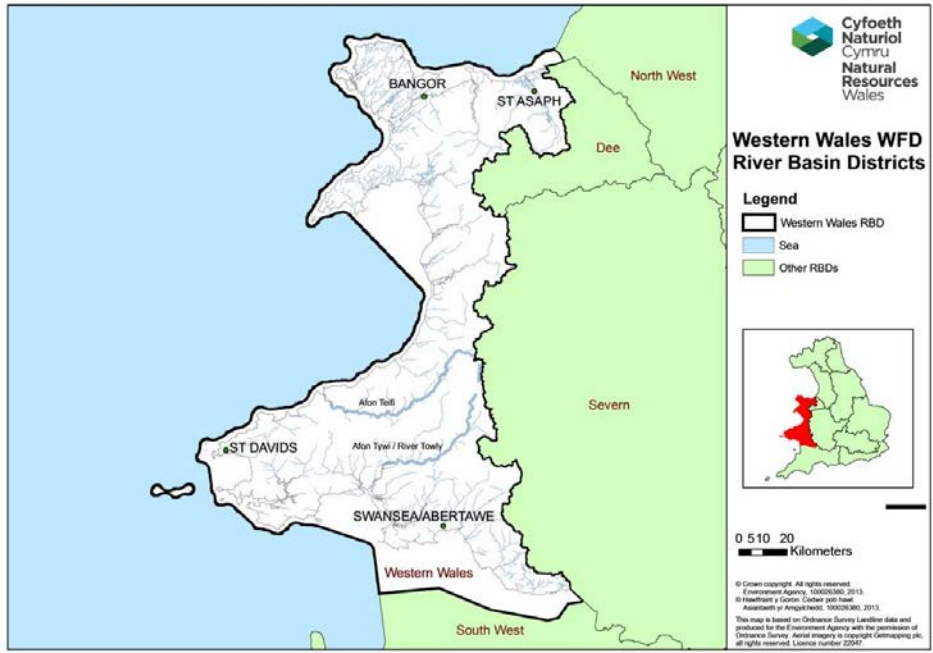 Cyfoeth
Naturiol
Cymru
Natural
Resources
Wales
Western Wales WFD
River Basin Districts
Legend
Western Wales RBD
Sea
Other RBDs
North West
BANGOR
ST ASAPH
Dee
Severn
Afon Teifi
Afon Tywi / River Towly
ST DAVIDS
SWANSEA/ABERTAWE
Western Wales
South West
0 5 10 20
Kilometers
© Crown copyright. All rights reserved.
Environment Agency, 100026380, 2013.
© Hawlfraint y Goron. Cedwir pob hawl.
Asiantaeth yr Amgylchedd, 100026380, 2013.
This map is based on Ordnance Survey Landline data and
produced for the Environment Agency with the permission of
Ordnance Survey. Aerial imagery is copyright Getmapping plc,
all rights reserved. Licence number 22047.